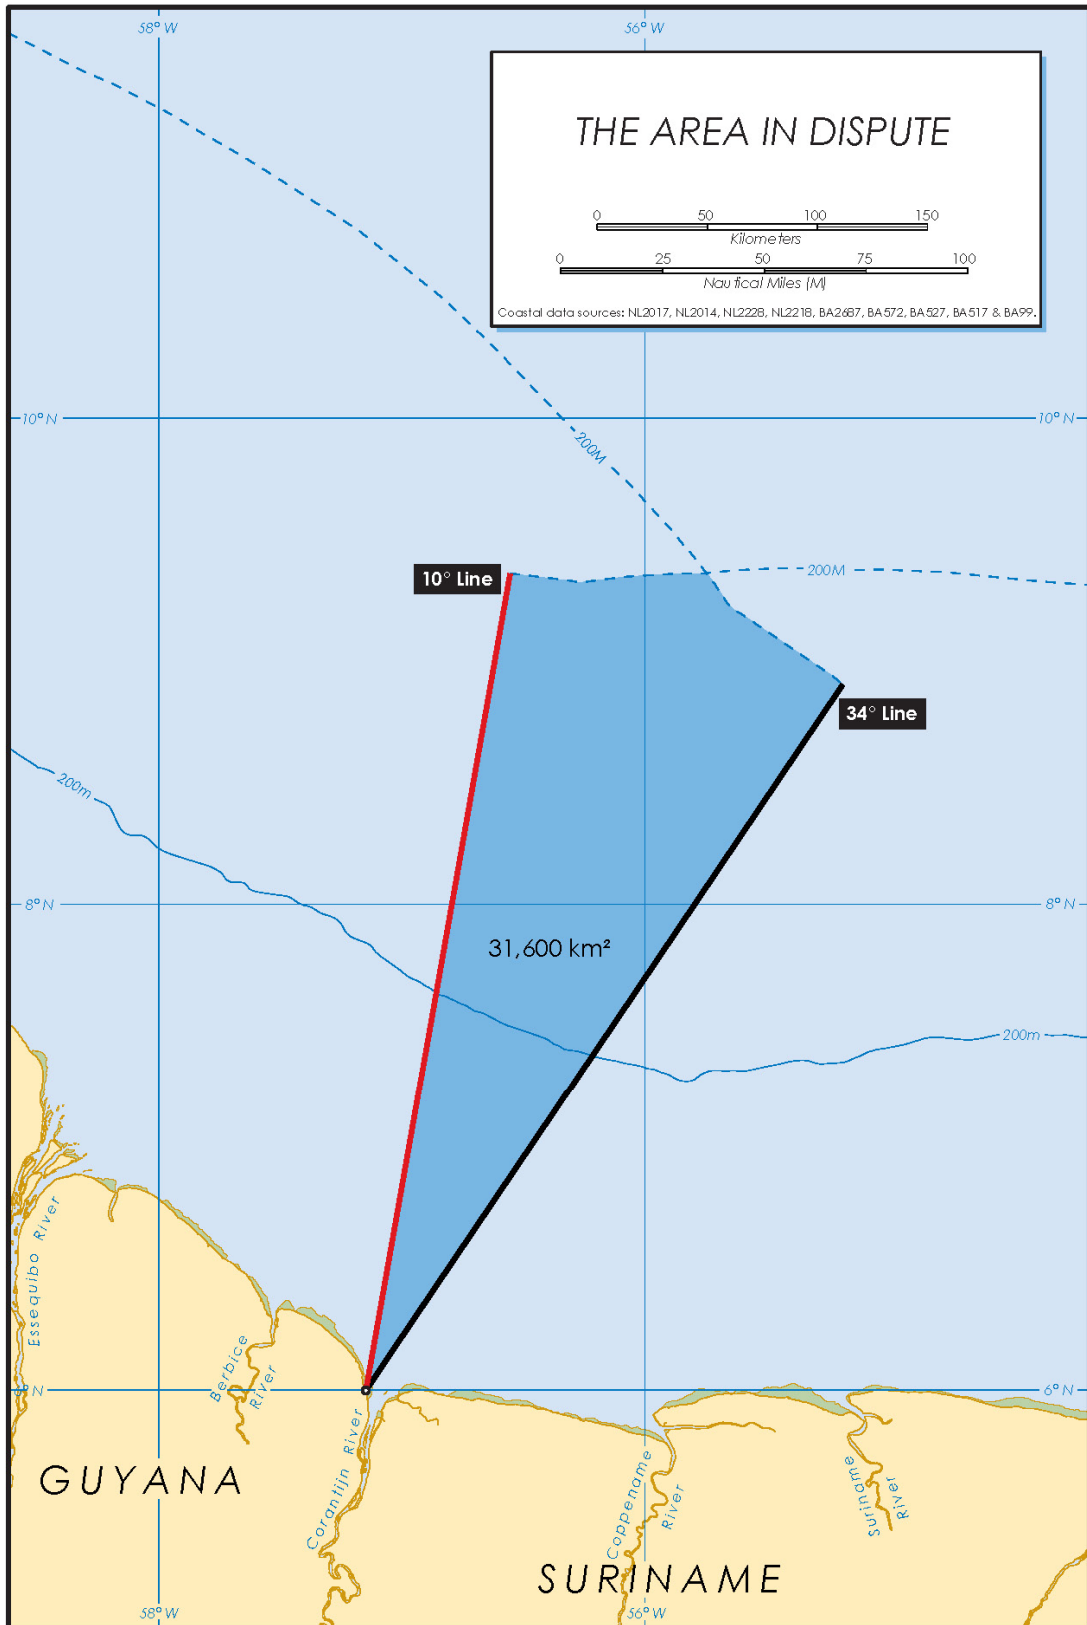 58° W
56° W
THE AREA IN DISPUTE
0 50 100 150
Kilometers
0 25 50 75 100
Nautical Miles (M)
Coastal data sources: NL2017, NL2014, NL2228, NL2218, BA2687, BA572, BA527, BA517 & BA99.
10° N
10° N
200M
10° Line
200M
34° Line
200m
8° N
8° N
31,600 km²
200m
Essequibo River
Berbice
River
6° N
6° N
Corantijn River
GUYANA
Coppename
River
Suriname
River
SURINAME
58° W
56° W